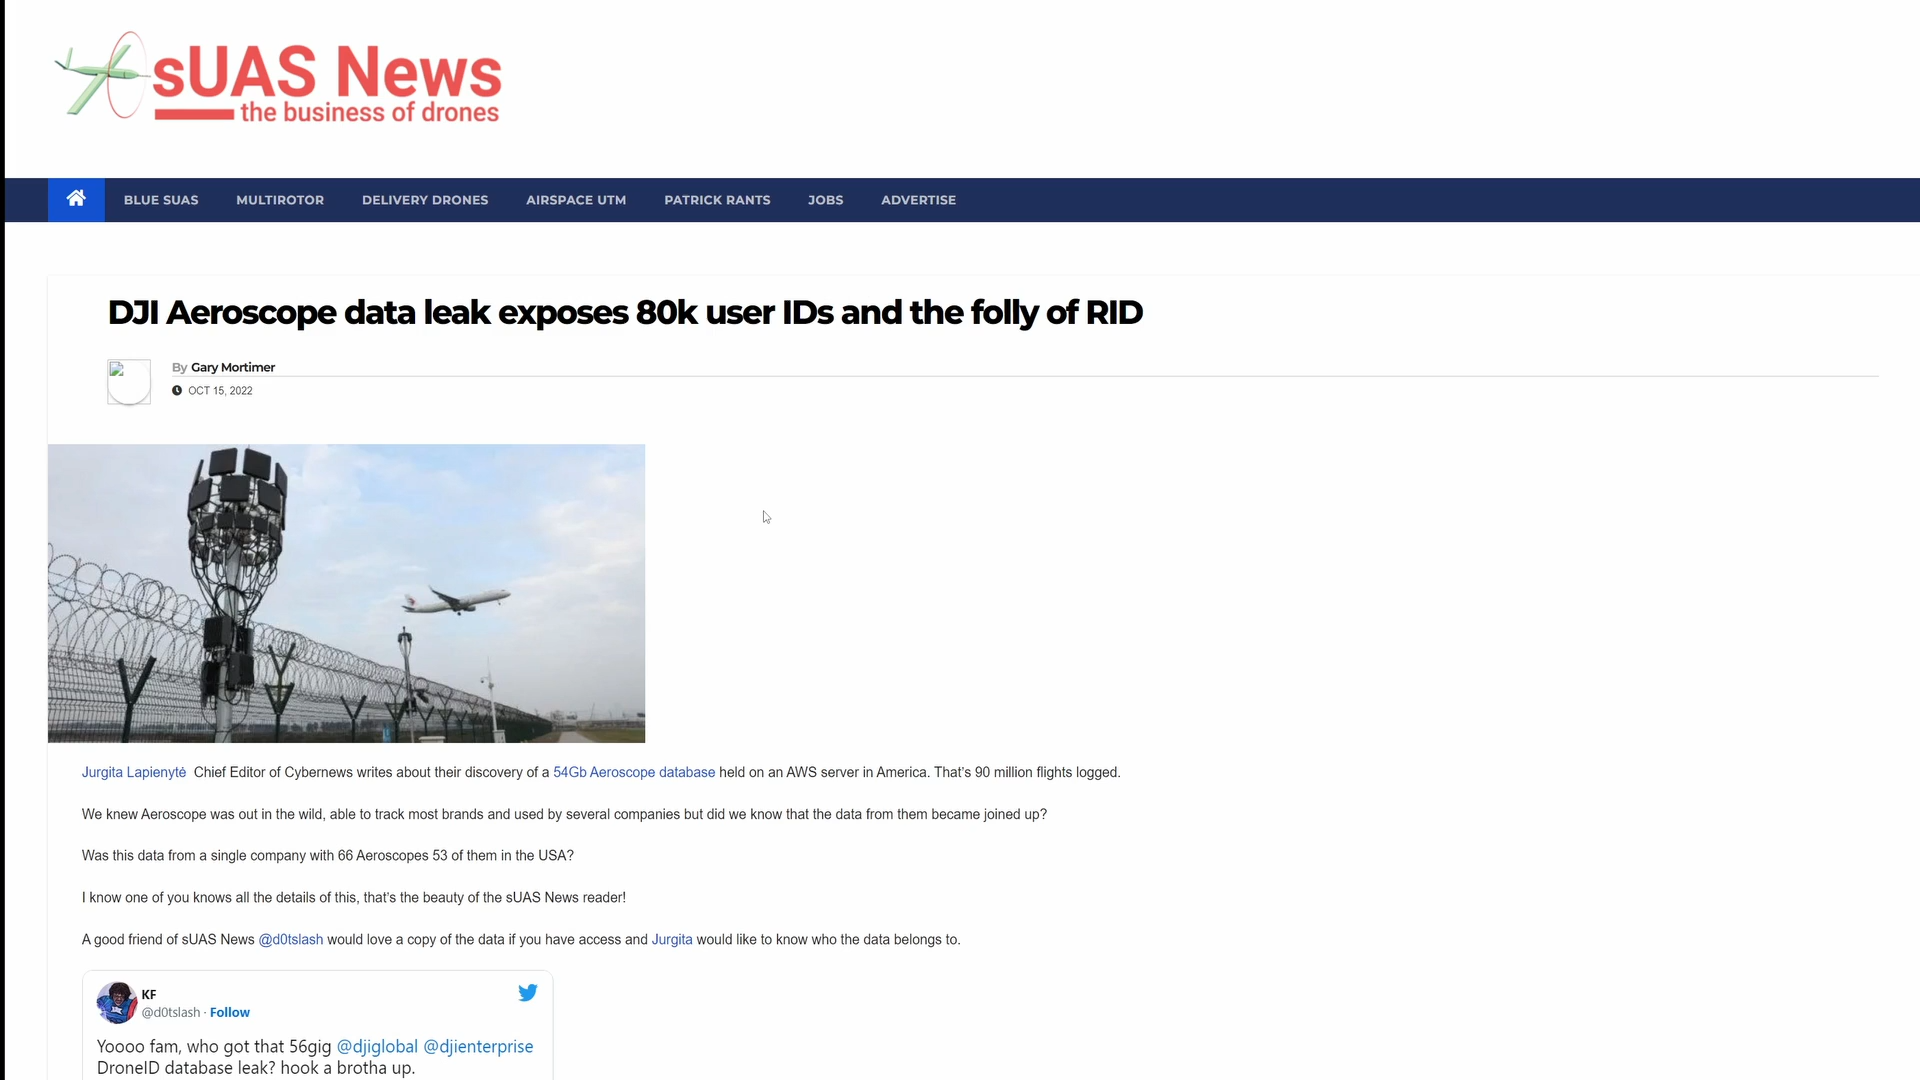 sUAS News
the business of drones
BLUE SUAS MULTIROTOR DELIVERY DRONES AIRSPACE UTM PATRICK RANTS JOBS ADVERTISE
DJI Aeroscope data leak exposes 80k user IDs and the folly of RID
By Gary Mortimer
OCT 15, 2022
Jurgita Lapienytė Chief Editor of Cybernews writes about their discovery of a 54Gb Aeroscope database held on an AWS server in America. That's 90 million flights logged.
We knew Aeroscope was out in the wild, able to track most brands and used by several companies but did we know that the data from them became joined up?
Was this data from a single company with 66 Aeroscopes 53 of them in the USA?
I know one of you knows all the details of this, that's the beauty of the sUAS News reader!
A good friend of sUAS News @d0tslash would love a copy of the data if you have access and Jurgita would like to know who the data belongs to.
KF
@d0tslash · Follow
Yoooo fam, who got that 56gig @djiglobal @djienterprise
DroneID database leak? hook a brotha up.